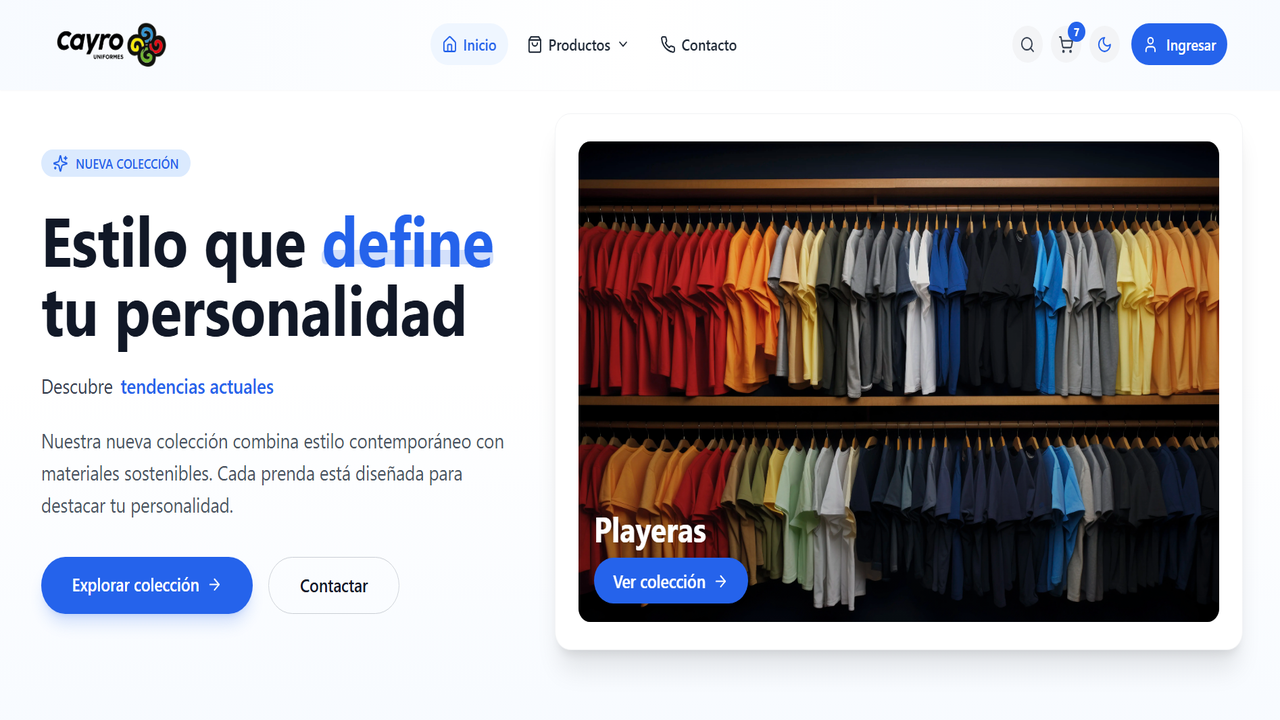 Cayro
UNIFORMES
Inicio
Productos
Contacto
7
Ingresar
NUEVA COLECCIÓN
Estilo que define
tu personalidad
Descubre tendencias actuales
Nuestra nueva colección combina estilo contemporáneo con
materiales sostenibles. Cada prenda está diseñada para
destacar tu personalidad.
Explorar colección
Contactar
Playeras
Ver colección